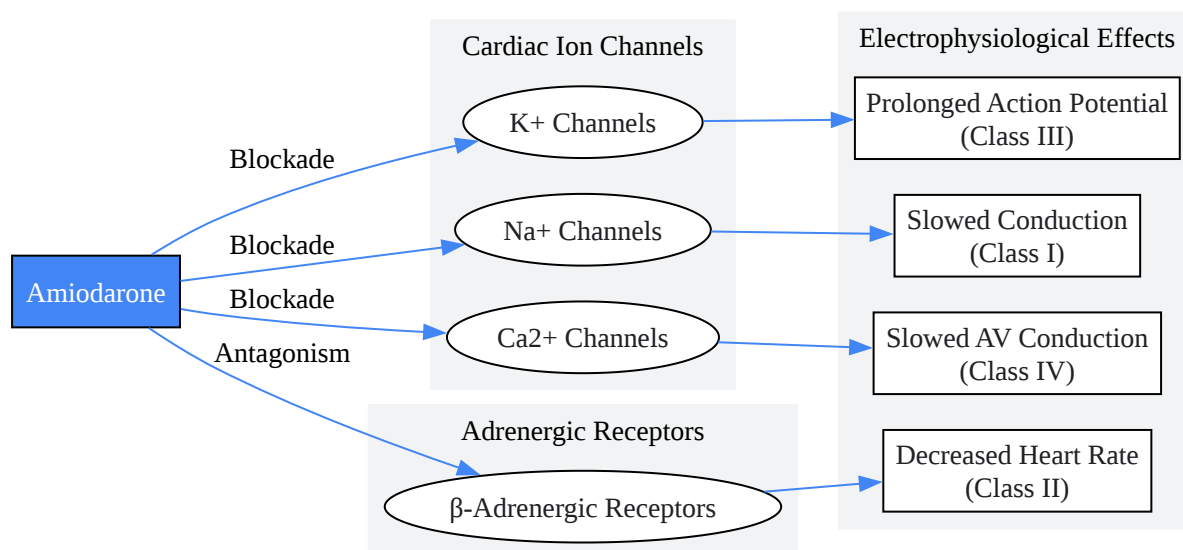 Cardiac Ion Channels
Electrophysiological Effects
K+ Channels
Prolonged Action Potential
(Class III)
Blockade
Na+ Channels
Slowed Conduction
(Class I)
Blockade
Amiodarone
Blockade
Ca2+ Channels
Slowed AV Conduction
(Class IV)
Antagonism
Adrenergic Receptors
Decreased Heart Rate
(Class II)
β-Adrenergic Receptors